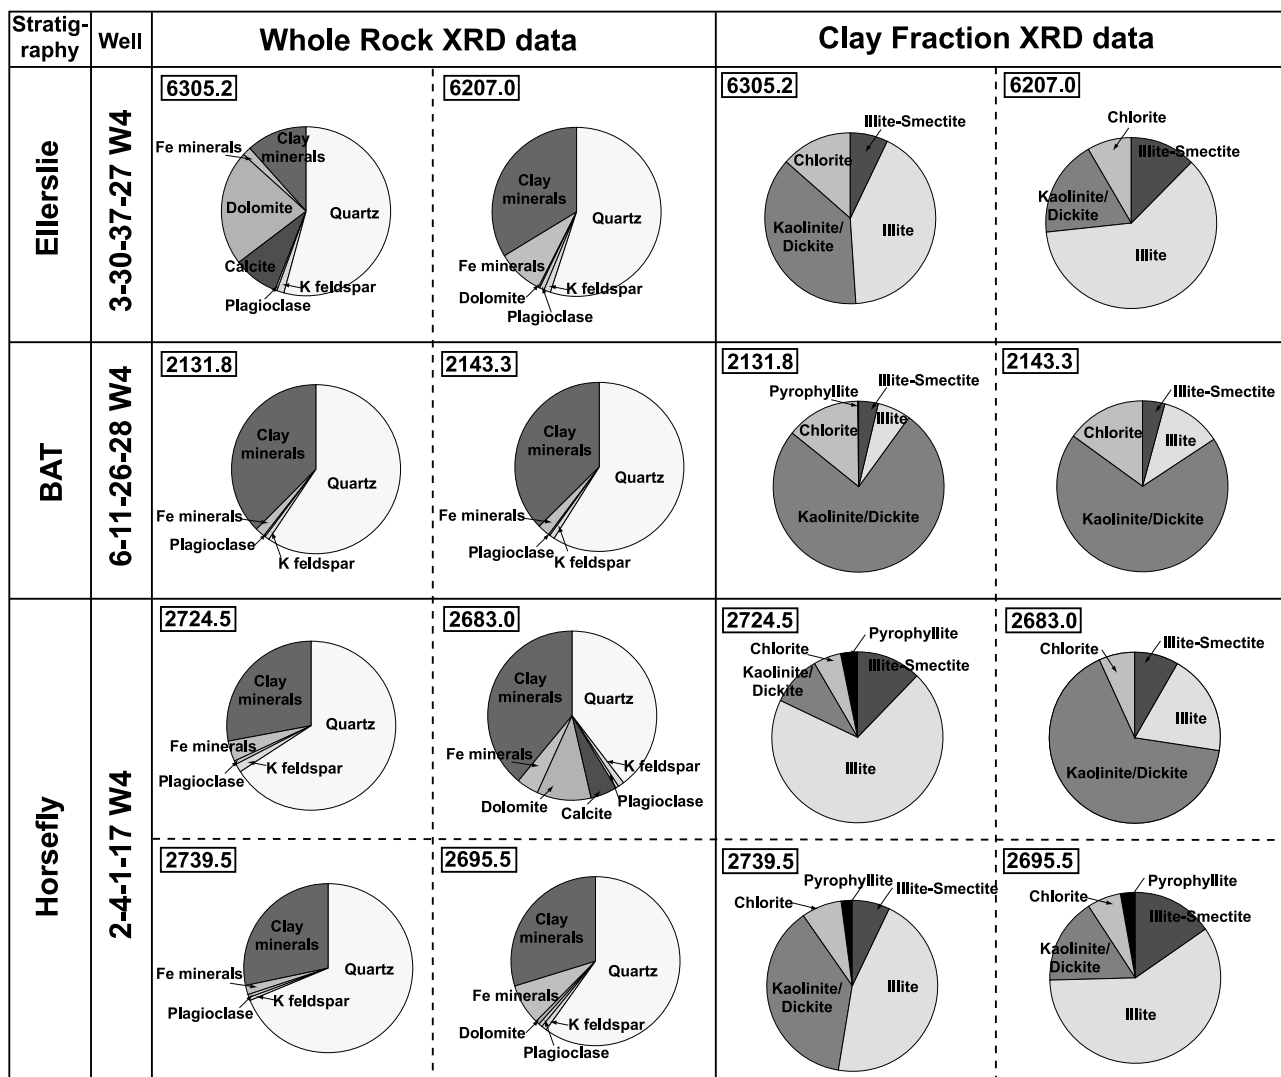 Stratig-
raphy
Well
Whole Rock XRD data
Clay Fraction XRD data
Ellerslie
3-30-37-27 W4
6305.2
Clay
minerals
Fe minerals
Dolomite
Quartz
Calcite
K feldspar
Plagioclase
6207.0
Clay
minerals
Quartz
Fe minerals
Dolomite
K feldspar
Plagioclase
6305.2
Illite-Smectite
Chlorite
Kaolinite/
Dickite
Illite
6207.0
Chlorite
Illite-Smectite
Kaolinite/
Dickite
Illite
BAT
6-11-26-28 W4
2131.8
Clay
minerals
Quartz
Fe minerals
Plagioclase
K feldspar
2143.3
Clay
minerals
Quartz
Fe minerals
Plagioclase
K feldspar
2131.8
Pyrophyllite
Illite-Smectite
Illite
Chlorite
Kaolinite/Dickite
2143.3
Illite-Smectite
Chlorite
Illite
Kaolinite/Dickite
Horsefly
2-4-1-17 W4
2724.5
Clay
minerals
Quartz
Fe minerals
Plagioclase
K feldspar
2683.0
Clay
minerals
Quartz
Fe minerals
K feldspar
Dolomite
Calcite
Plagioclase
2724.5
Pyrophyllite
Chlorite
Illite-Smectite
Kaolinite/
Dickite
Illite
2683.0
Chlorite
Illite-Smectite
Illite
Kaolinite/Dickite
2739.5
Clay
minerals
Quartz
Fe minerals
K feldspar
Plagioclase
2695.5
Clay
minerals
Quartz
Fe minerals
Dolomite
K feldspar
Plagioclase
2739.5
Pyrophyllite
Illite-Smectite
Chlorite
Kaolinite/
Dickite
Illite
2695.5
Pyrophyllite
Chlorite
Illite-Smectite
Kaolinite/
Dickite
Illite